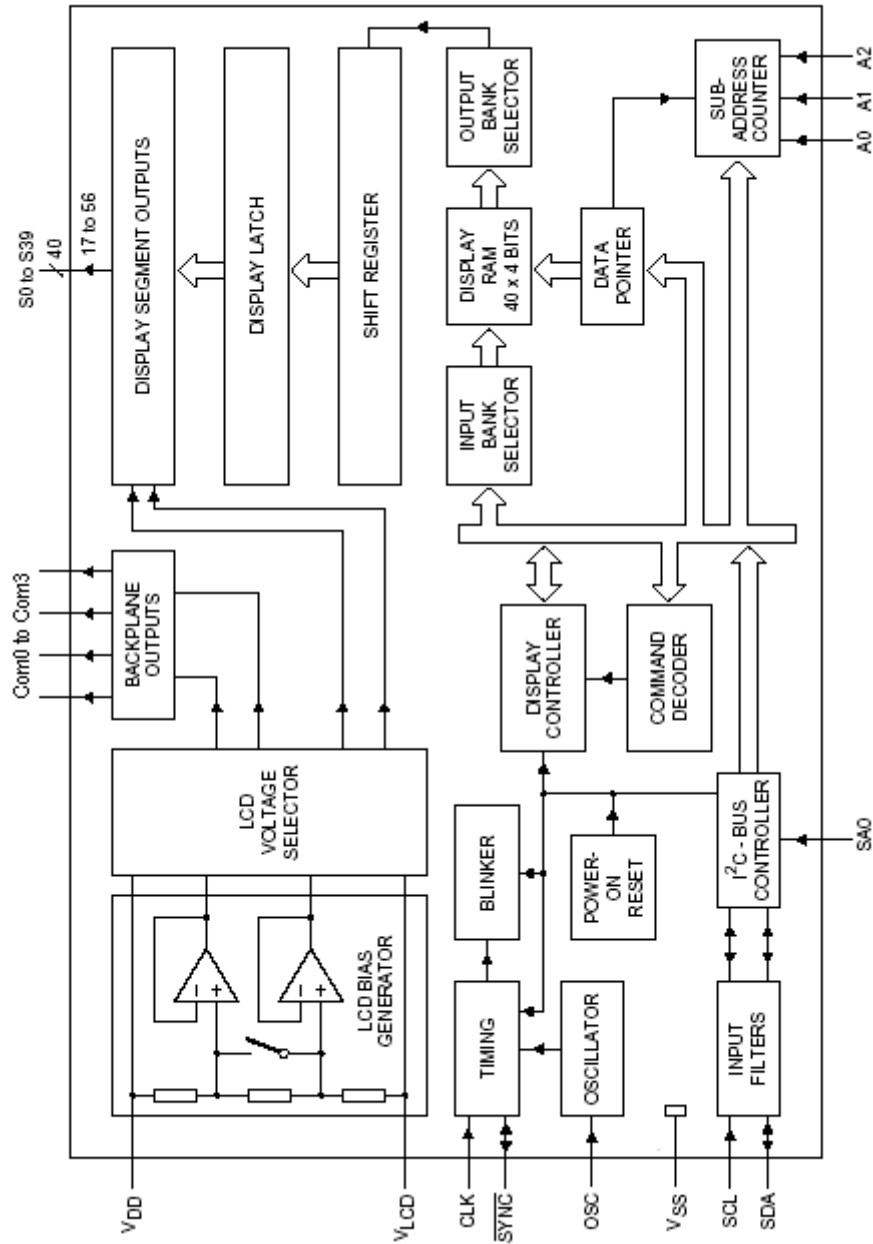 S0 to S39
40
17 to 56
Com0 to Com3
BACKPLANE
OUTPUTS
DISPLAY SEGMENT OUTPUTS
DISPLAY LATCH
SHIFT REGISTER
LCD
VOLTAGE
SELECTOR
LCD BIAS
GENERATOR
−
+
−
+
V_DD
V_LCD
CLK
SYNC
OSC
V_SS
SCL
SDA
TIMING
BLINKER
OSCILLATOR
POWER-
ON
RESET
DISPLAY
CONTROLLER
COMMAND
DECODER
INPUT
BANK
SELECTOR
DISPLAY
RAM
40 x 4 BITS
OUTPUT
BANK
SELECTOR
DATA
POINTER
SUB-
ADDRESS
COUNTER
INPUT
FILTERS
I²C - BUS
CONTROLLER
SA0
A0
A1
A2